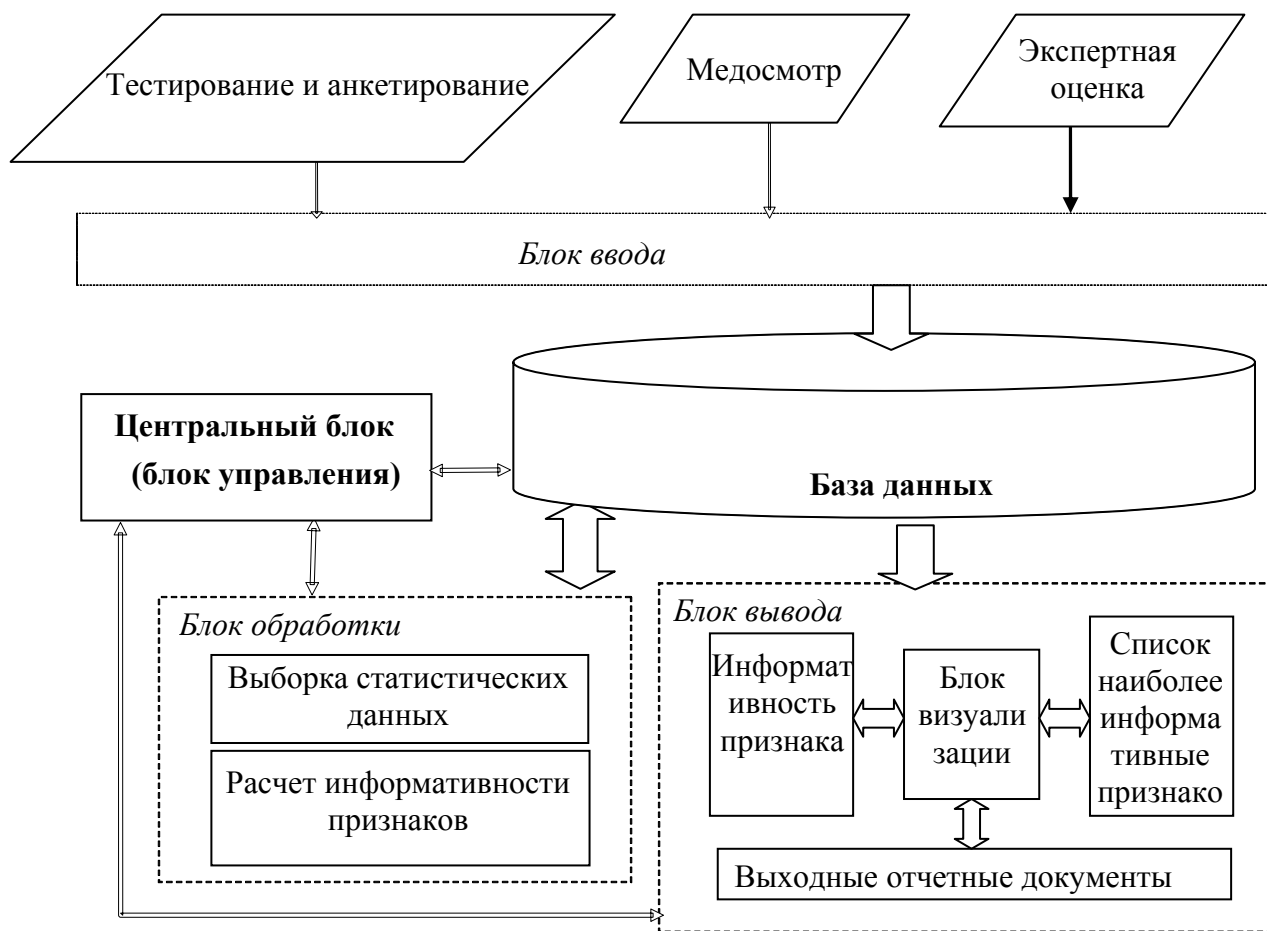 Тестирование и анкетирование
Медосмотр
Экспертная
оценка
Блок ввода
Центральный блок
(блок управления)
База данных
Блок обработки
Выборка статистических
данных
Расчет информативности
признаков
Блок вывода
Информат
ивность
признака
Блок
визуали
зации
Список
наиболее
информа
тивные
признако
Выходные отчетные документы